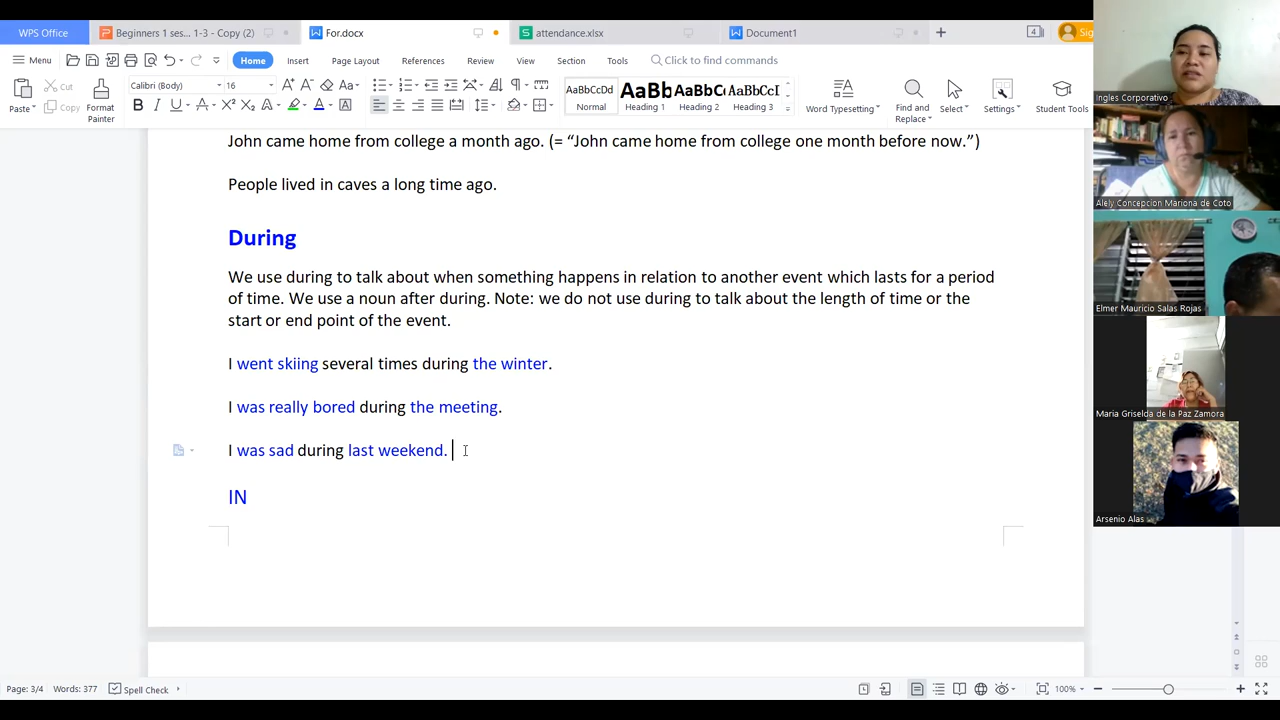 WPS Office
Beginners 1 ses... 1-3 - Copy (2)
For.docx
attendance.xlsx
Document1
4
Menu
Home
Insert
Page Layout
References
Review
View
Section
Tools
Click to find commands
Paste
Cut
Copy
Format
Painter
Calibri (Body)
16
AaBbCcDd
Normal
Heading 1
Heading 2
Heading 3
Word Typesetting
Find and
Replace
Select
Settings
Student Tools
John came home from college a month ago. (= “John came home from college one month before now.”)
People lived in caves a long time ago.
During
We use during to talk about when something happens in relation to another event which lasts for a period
of time. We use a noun after during. Note: we do not use during to talk about the length of time or the
start or end point of the event.
I went skiing several times during the winter.
I was really bored during the meeting.
I was sad during last weekend.
IN
Page: 3/4
Words: 377
Spell Check
100%
Ingles Corporativo
Alely Concepcion Mariona de Coto
Elmer Mauricio Salas Rojas
Maria Griselda de la Paz Zamora
Arsenio Alas